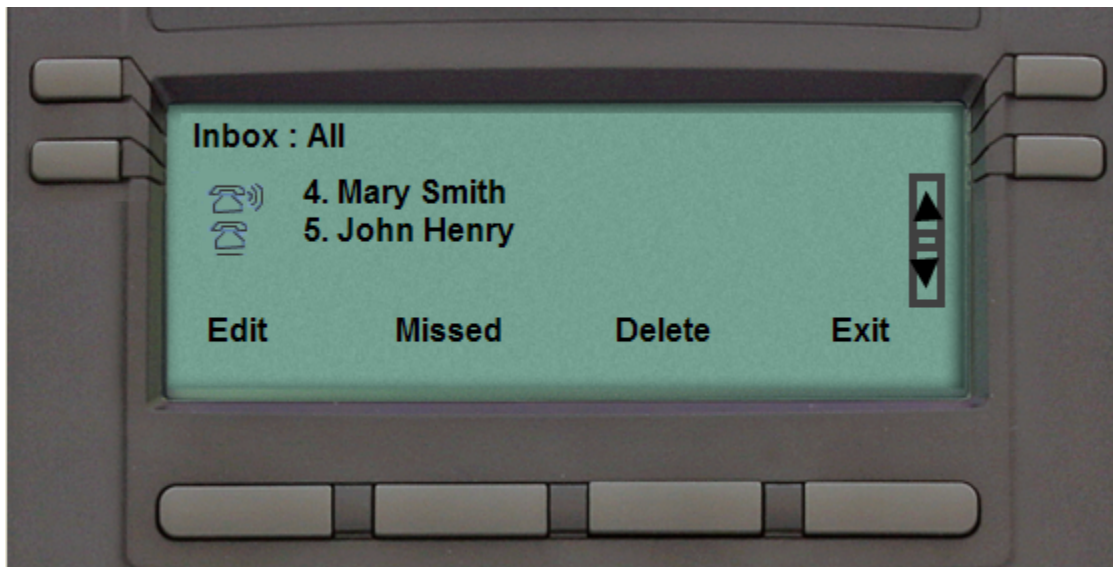 Inbox : All
4. Mary Smith
5. John Henry
Edit Missed Delete Exit